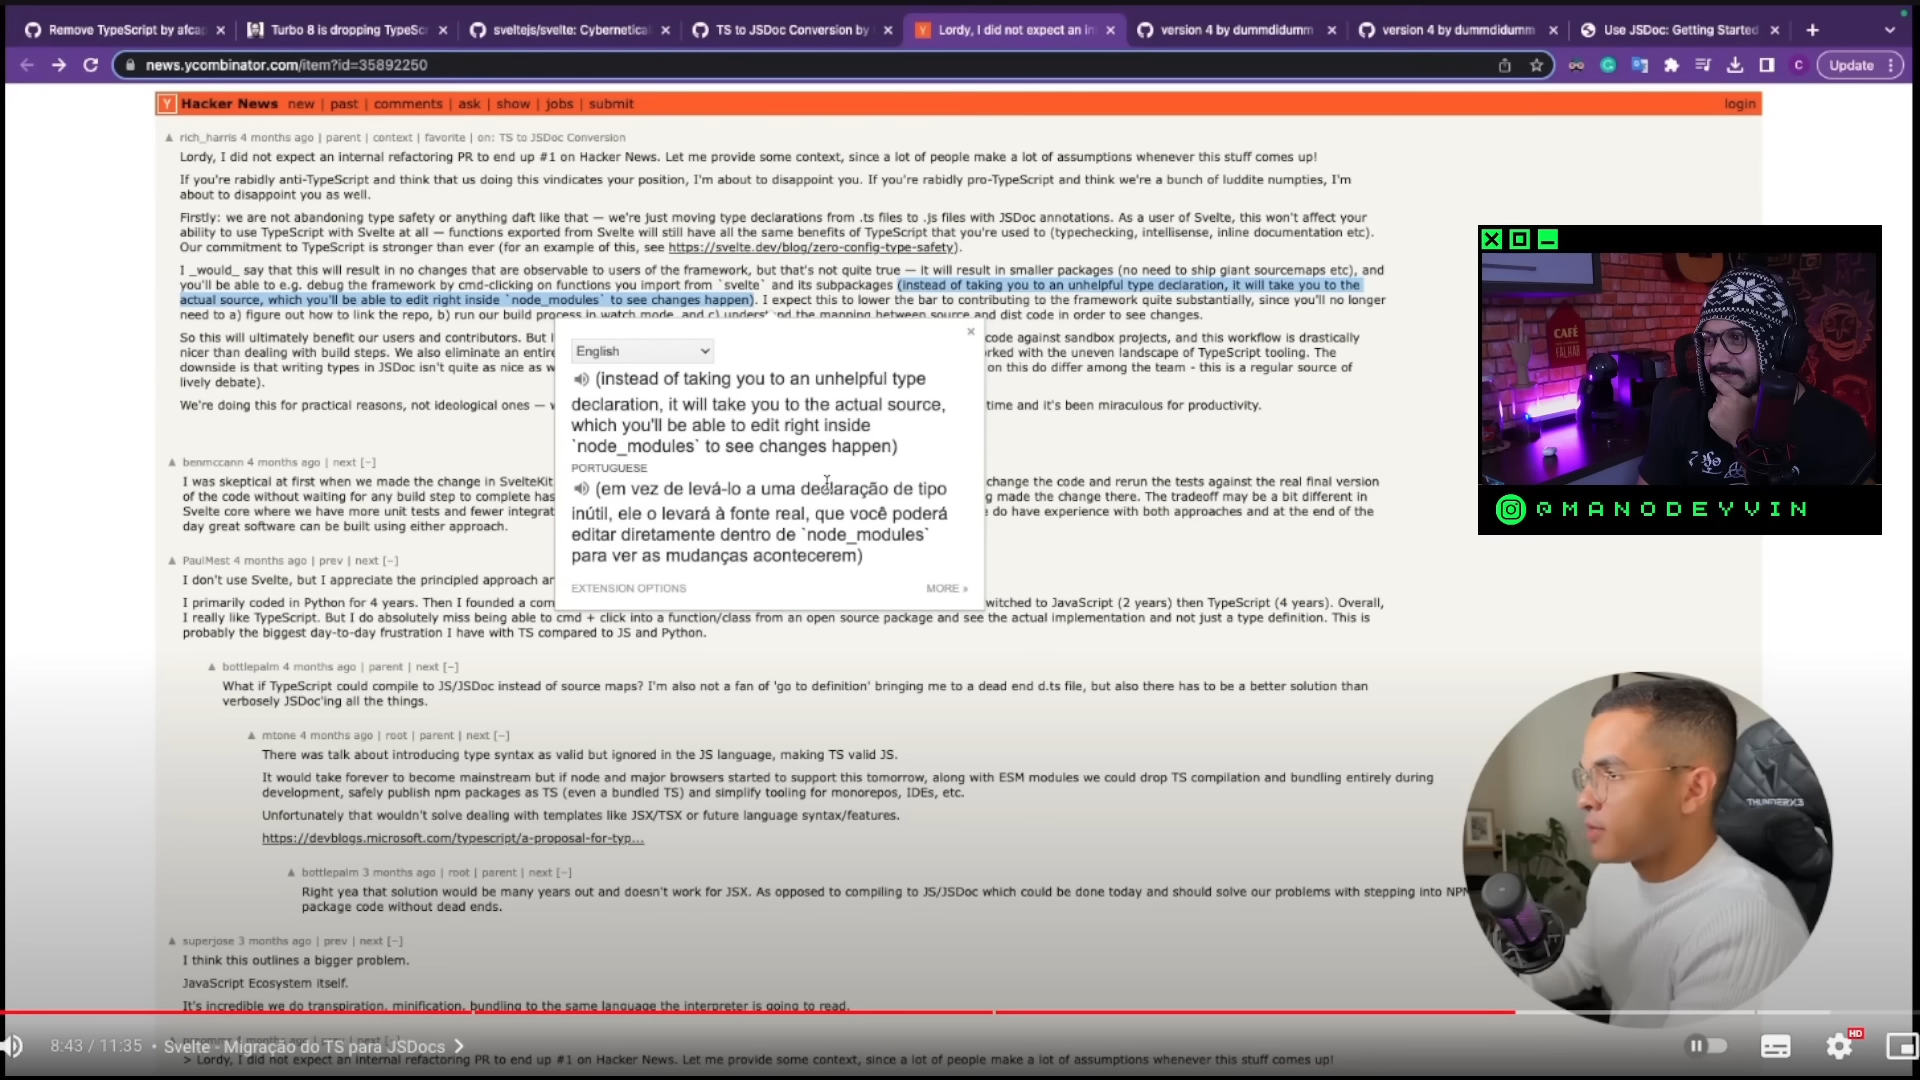 Remove TypeScript by afca
Turbo 8 is dropping TypeScr
sveltejs/svelte: Cybernetical
TS to JSDoc Conversion by
Lordy, I did not expect an in
version 4 by dummdidumm
version 4 by dummdidumm
Use JSDoc: Getting Started
news.ycombinator.com/item?id=35892250
C
Update
Y Hacker News new | past | comments | ask | show | jobs | submit
login
rich_harris 4 months ago | parent | context | favorite | on: TS to JSDoc Conversion
Lordy, I did not expect an internal refactoring PR to end up #1 on Hacker News. Let me provide some context, since a lot of people make a lot of assumptions whenever this stuff comes up!
If you're rabidly anti-TypeScript and think that us doing this vindicates your position, I'm about to disappoint you. If you're rabidly pro-TypeScript and think we're a bunch of luddite numpties, I'm
about to disappoint you as well.
Firstly: we are not abandoning type safety or anything daft like that — we're just moving type declarations from .ts files to .js files with JSDoc annotations. As a user of Svelte, this won't affect your
ability to use TypeScript with Svelte at all — functions exported from Svelte will still have all the same benefits of TypeScript that you're used to (typechecking, intellisense, inline documentation etc).
Our commitment to TypeScript is stronger than ever (for an example of this, see https://svelte.dev/blog/zero-config-type-safety).
I _would_ say that this will result in no changes that are observable to users of the framework, but that's not quite true — it will result in smaller packages (no need to ship giant sourcemaps etc), and
you'll be able to e.g. debug the framework by cmd-clicking on functions you import from `svelte` and its subpackages (instead of taking you to an unhelpful type declaration, it will take you to the
actual source, which you'll be able to edit right inside `node_modules` to see changes happen). I expect this to lower the bar to contributing to the framework quite substantially, since you'll no longer
need to a) figure out how to link the repo, b) run our build process in watch mode, and c) understand the mapping between source and dist code in order to see changes.
So this will ultimately benefit our users and contributors. But I code against sandbox projects, and this workflow is drastically
nicer than dealing with build steps. We also eliminate an entire rked with the uneven landscape of TypeScript tooling. The
downside is that writing types in JSDoc isn't quite as nice as w on this do differ among the team - this is a regular source of
lively debate).
We're doing this for practical reasons, not ideological ones — time and it's been miraculous for productivity.
English
(instead of taking you to an unhelpful type
declaration, it will take you to the actual source,
which you'll be able to edit right inside
`node_modules` to see changes happen)
PORTUGUESE
(em vez de levá-lo a uma declaração de tipo
inútil, ele o levará à fonte real, que você poderá
editar diretamente dentro de `node_modules`
para ver as mudanças acontecerem)
EXTENSION OPTIONS
MORE »
benmccann 4 months ago | next [–]
I was skeptical at first when we made the change in SvelteKit change the code and rerun the tests against the real final version
of the code without waiting for any build step to complete has g made the change there. The tradeoff may be a bit different in
Svelte core where we have more unit tests and fewer integrat do have experience with both approaches and at the end of the
day great software can be built using either approach.
PaulMest 4 months ago | prev | next [–]
I don't use Svelte, but I appreciate the principled approach an
I primarily coded in Python for 4 years. Then I founded a com witched to JavaScript (2 years) then TypeScript (4 years). Overall,
I really like TypeScript. But I do absolutely miss being able to cmd + click into a function/class from an open source package and see the actual implementation and not just a type definition. This is
probably the biggest day-to-day frustration I have with TS compared to JS and Python.
bottlepalm 4 months ago | parent | next [–]
What if TypeScript could compile to JS/JSDoc instead of source maps? I'm also not a fan of 'go to definition' bringing me to a dead end d.ts file, but also there has to be a better solution than
verbosely JSDoc'ing all the things.
mtone 4 months ago | root | parent | next [–]
There was talk about introducing type syntax as valid but ignored in the JS language, making TS valid JS.
It would take forever to become mainstream but if node and major browsers started to support this tomorrow, along with ESM modules we could drop TS compilation and bundling entirely during
development, safely publish npm packages as TS (even a bundled TS) and simplify tooling for monorepos, IDEs, etc.
Unfortunately that wouldn't solve dealing with templates like JSX/TSX or future language syntax/features.
https://devblogs.microsoft.com/typescript/a-proposal-for-typ...
bottlepalm 3 months ago | root | parent | next [–]
Right yea that solution would be many years out and doesn't work for JSX. As opposed to compiling to JS/JSDoc which could be done today and should solve our problems with stepping into NPM
package code without dead ends.
superjose 3 months ago | prev | next [–]
I think this outlines a bigger problem.
JavaScript Ecosystem itself.
It's incredible we do transpiration, minification, bundling to the same language the interpreter is going to read.
> Lordy, I did not expect an internal refactoring PR to end up #1 on Hacker News. Let me provide some context, since a lot of people make a lot of assumptions whenever this stuff comes up!
CAFÉ
FALHAR
@MANODEYVIN
THUNDERX3
8:43 / 11:35 • Svelte - Migração do TS para JSDocs
HD